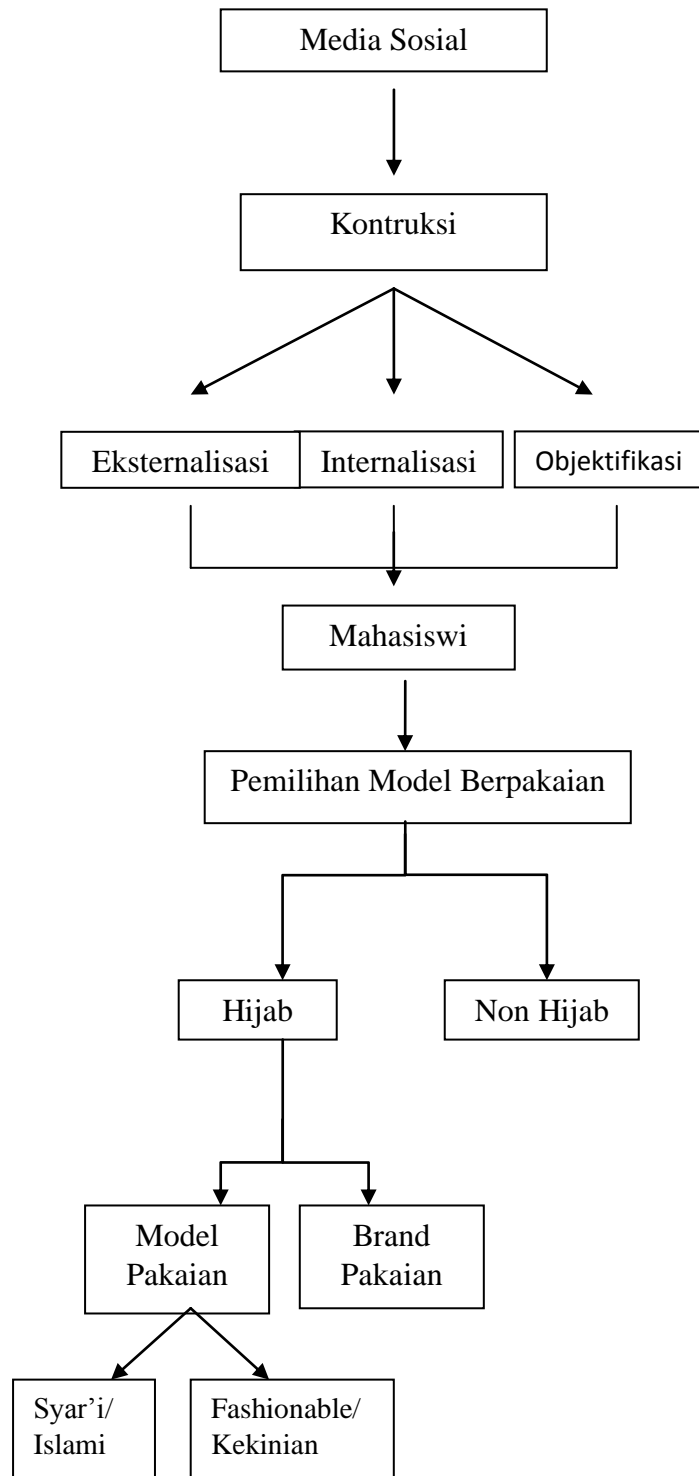 Media Sosial
Kontruksi
Eksternalisasi
Internalisasi
Objektifikasi
Mahasiswi
Pemilihan Model Berpakaian
Hijab
Non Hijab
Model
Pakaian
Brand
Pakaian
Syar’i/
Islami
Fashionable/
Kekinian